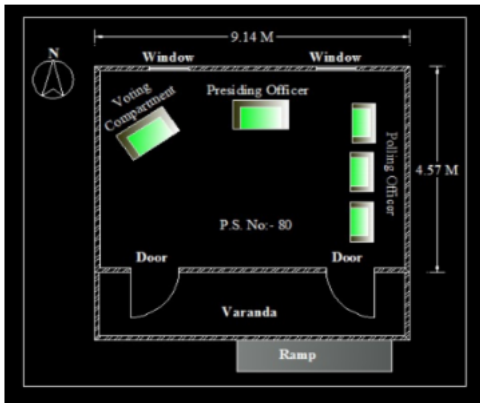 9.14 M
N
Window
Window
Voting
Compartment
Presiding Officer
Polling Officer
4.57 M
P.S. No:- 80
Door
Door
Varanda
Ramp